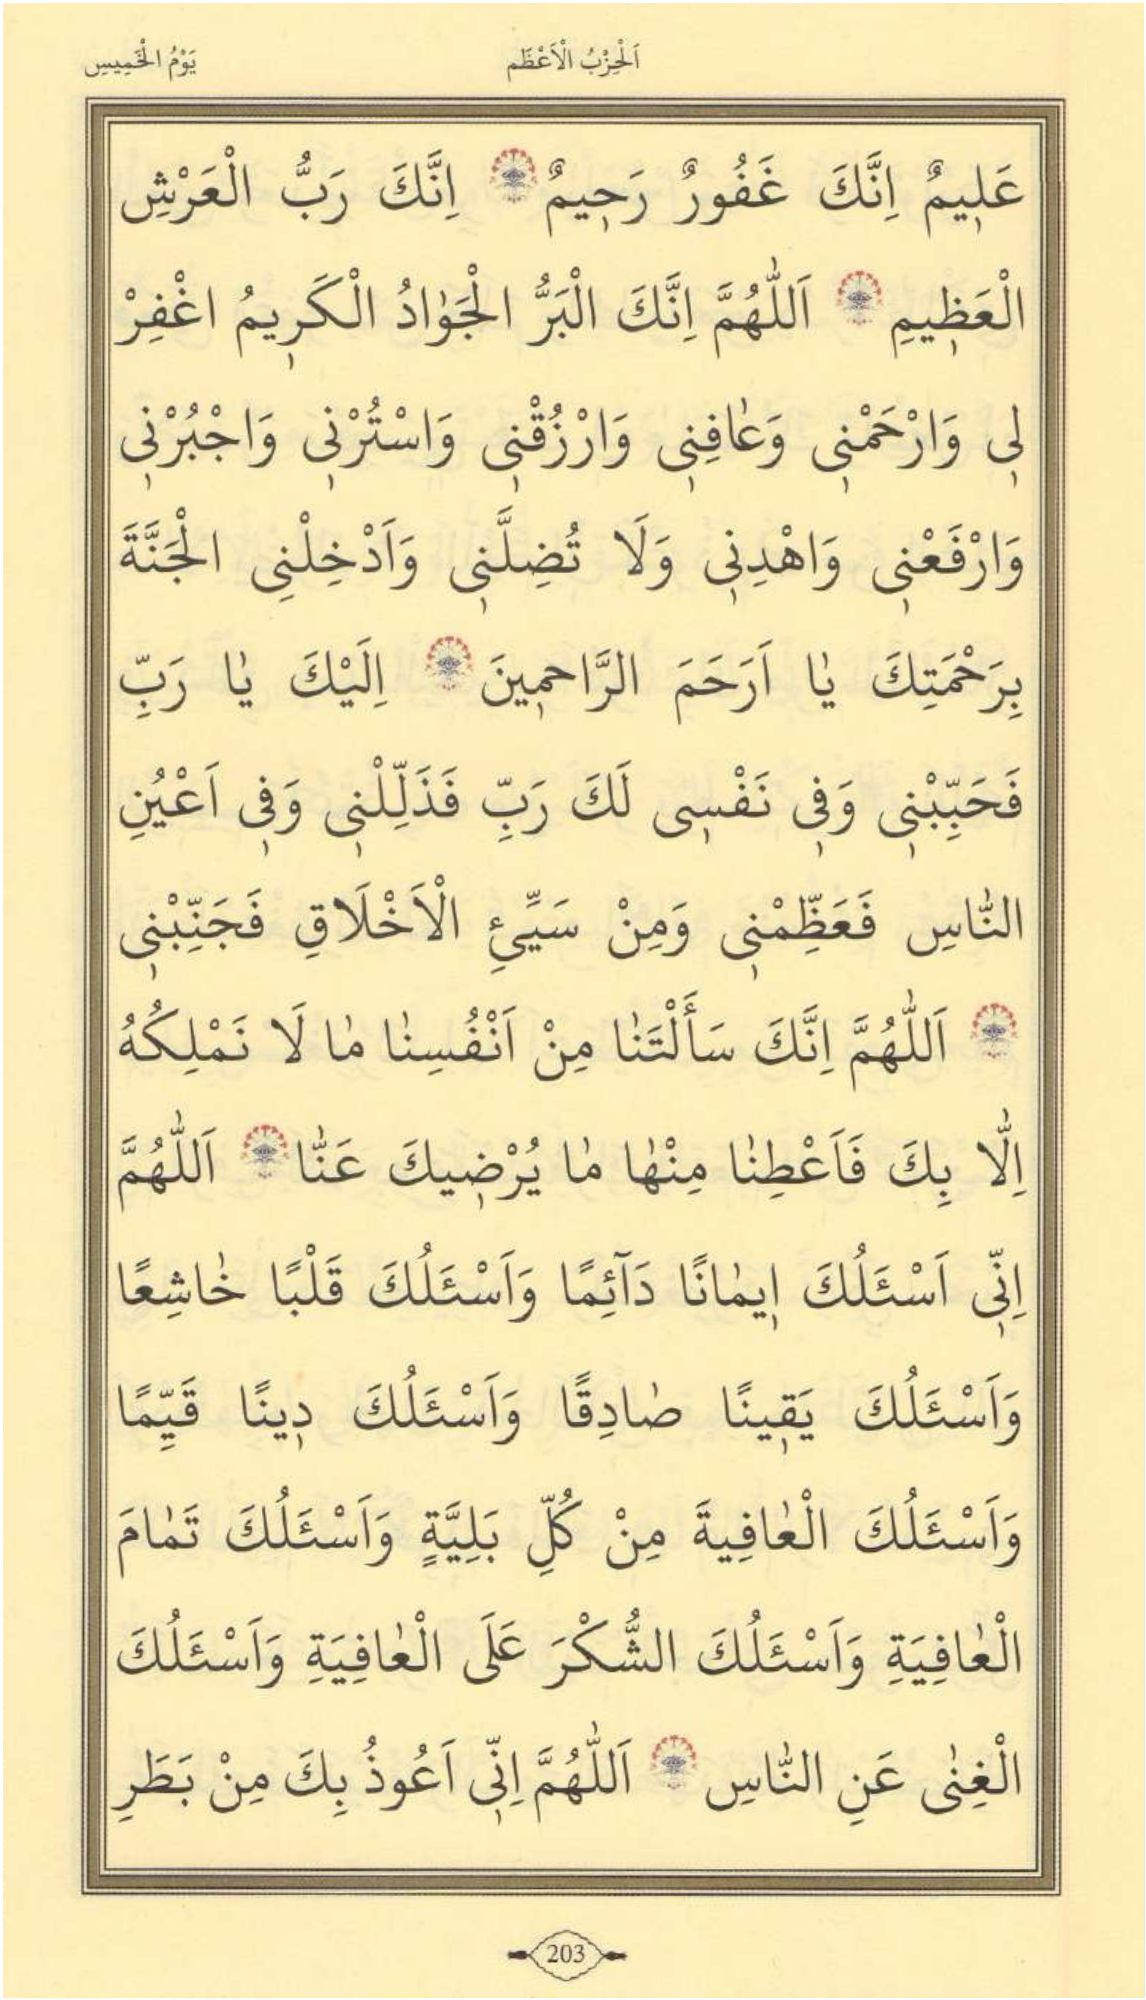 اَلْحِزْبُ الْاَعْظَم
يَوْمُ الْخَمِيسِ
عَلِيمٌ اِنَّكَ غَفُورٌ رَحِيمٌ اِنَّكَ رَبُّ الْعَرْشِ
الْعَظِيمِ اَللّٰهُمَّ اِنَّكَ الْبَرُّ الْجَوٰادُ الْكَرِيمُ اغْفِرْ
لِى وَارْحَمْنِى وَعٰافِنِى وَارْزُقْنِى وَاسْتُرْنِى وَاجْبُرْنِى
وَارْفَعْنِى وَاهْدِنِى وَلَا تُضِلَّنِى وَاَدْخِلْنِى الْجَنَّةَ
بِرَحْمَتِكَ يٰا اَرَحَمَ الرَّاحِمِينَ اِلَيْكَ يٰا رَبِّ
فَحَبِّبْنِى وَفِى نَفْسِى لَكَ رَبِّ فَذَلِّلْنِى وَفِى اَعْيُنِ
النّٰاسِ فَعَظِّمْنِى وَمِنْ سَيِّئِ الْاَخْلَاقِ فَجَنِّبْنِى
اَللّٰهُمَّ اِنَّكَ سَأَلْتَنٰا مِنْ اَنْفُسِنٰا مٰا لَا نَمْلِكُهُ
اِلّٰا بِكَ فَاَعْطِنٰا مِنْهٰا مٰا يُرْضِيكَ عَنّٰا اَللّٰهُمَّ
اِنِّى اَسْئَلُكَ اِيمٰانًا دَآئِمًا وَاَسْئَلُكَ قَلْبًا خٰاشِعًا
وَاَسْئَلُكَ يَقِينًا صٰادِقًا وَاَسْئَلُكَ دِينًا قَيِّمًا
وَاَسْئَلُكَ الْعٰافِيةَ مِنْ كُلِّ بَلِيَّةٍ وَاَسْئَلُكَ تَمٰامَ
الْعٰافِيَةِ وَاَسْئَلُكَ الشُّكْرَ عَلَى الْعٰافِيَةِ وَاَسْئَلُكَ
الْغِنٰى عَنِ النّٰاسِ اَللّٰهُمَّ اِنِّى اَعُوذُ بِكَ مِنْ بَطَرِ
203